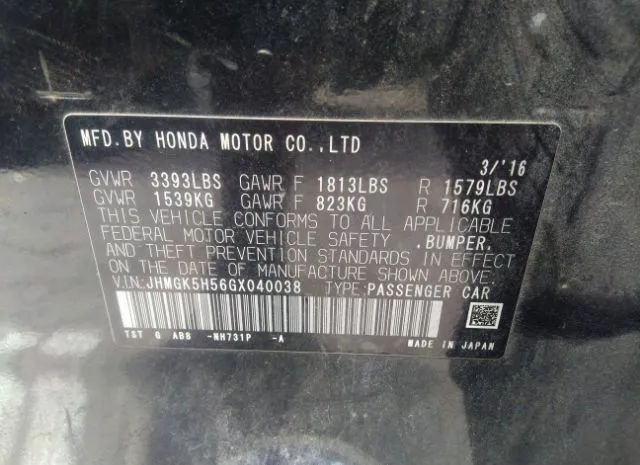 MFD.BY HONDA MOTOR CO.,LTD
3/'16
GVWR 3393LBS GAWR F 1813LBS R 1579LBS
GVWR 1539KG GAWR F 823KG R 716KG
THIS VEHICLE CONFORMS TO ALL APPLICABLE
FEDERAL MOTOR VEHICLE SAFETY ,BUMPER,
AND THEFT PREVENTION STANDARDS IN EFFECT
ON THE DATE OF MANUFACTURE SHOWN ABOVE.
V.I.N:JHMGK5H56GX040038 TYPE:PASSENGER CAR
TST G ABB -NH731P -A
MADE IN JAPAN